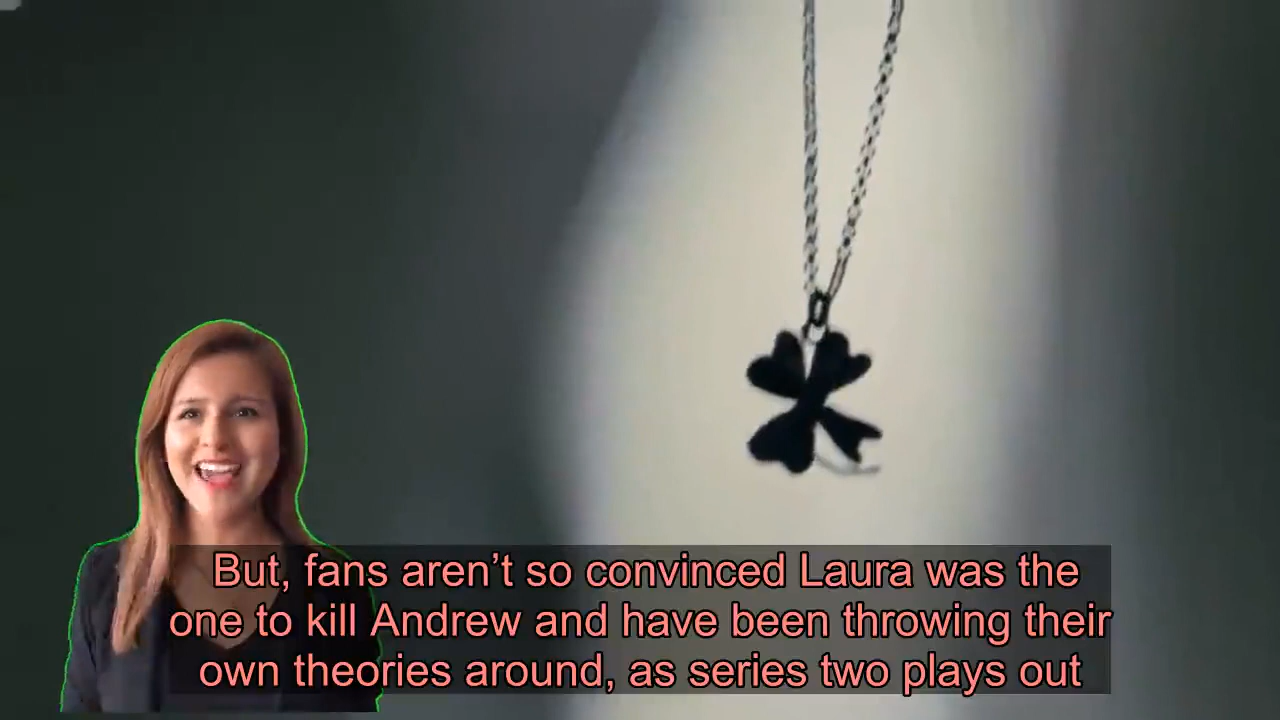 But, fans aren’t so convinced Laura was the
one to kill Andrew and have been throwing their
own theories around, as series two plays out